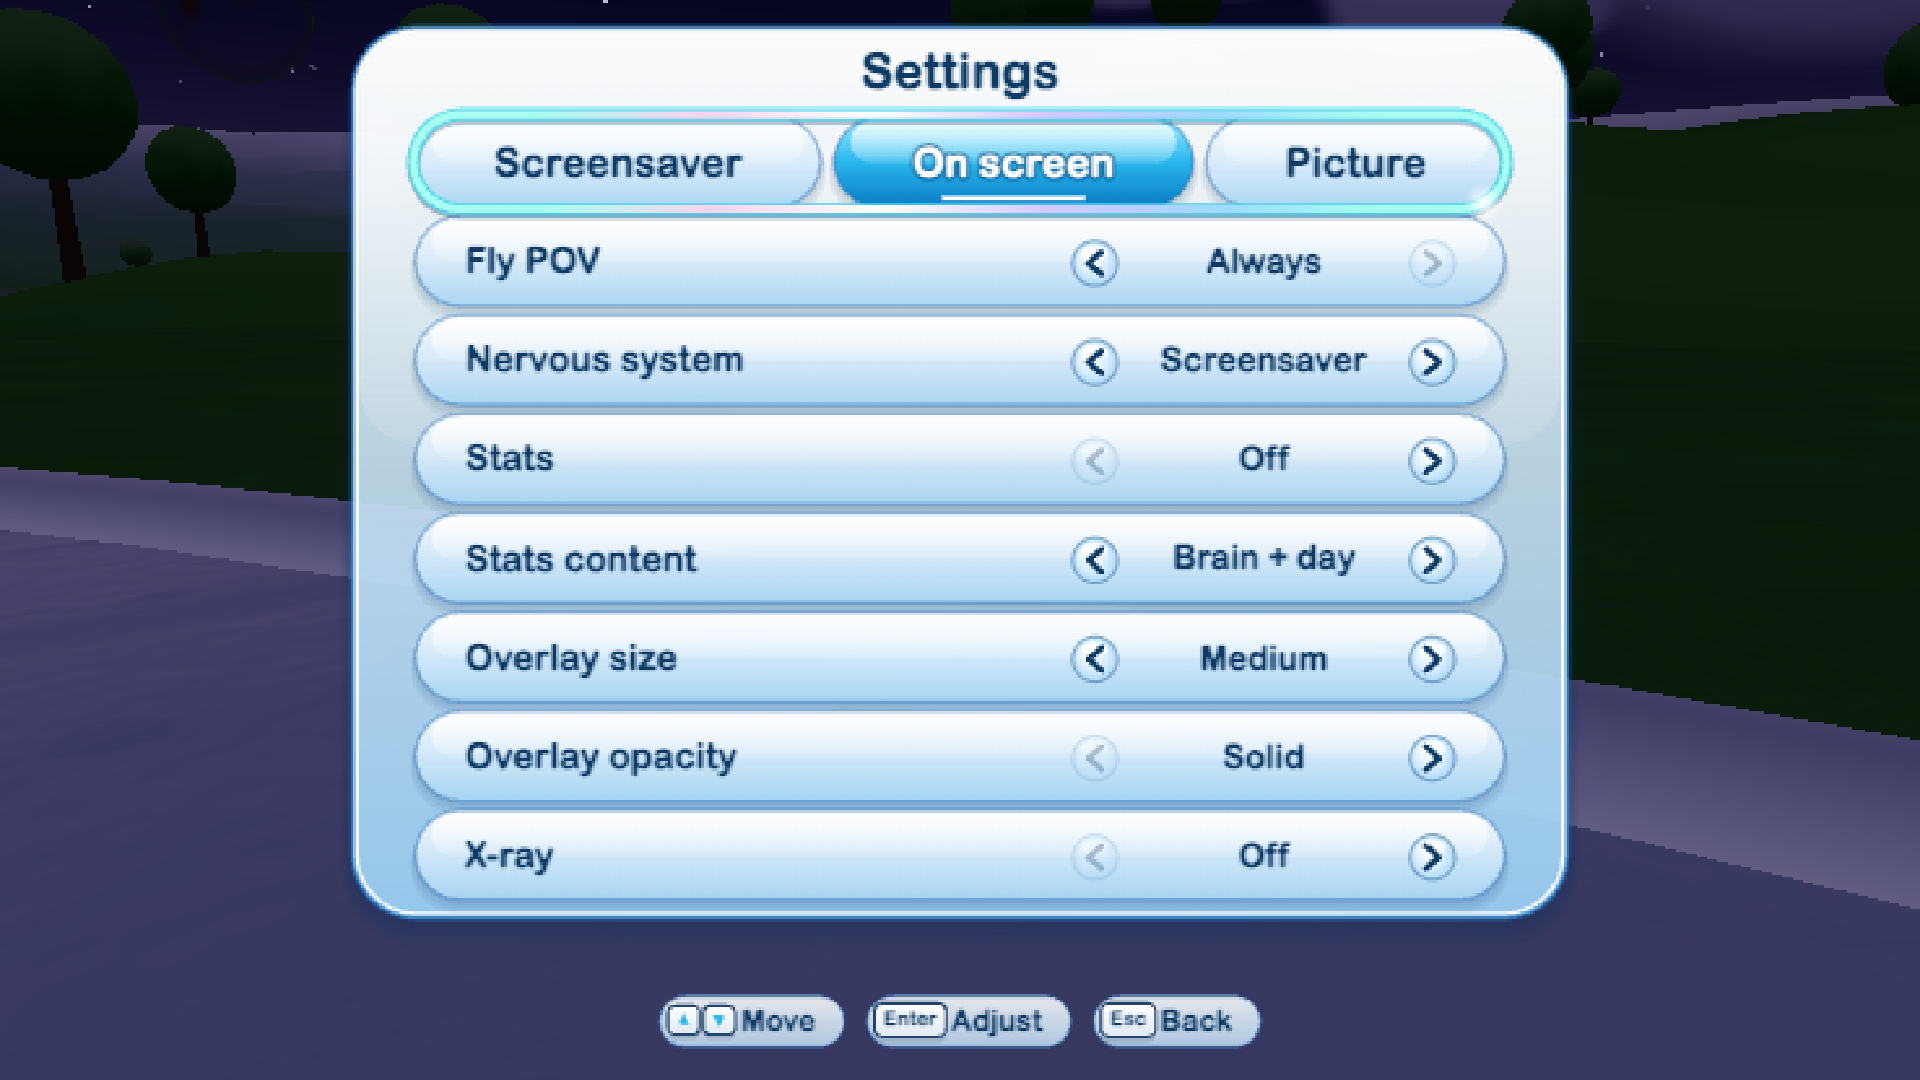 Settings
Screensaver On screen Picture
Fly POV Always
Nervous system Screensaver
Stats Off
Stats content Brain + day
Overlay size Medium
Overlay opacity Solid
X-ray Off
Move Enter Adjust Esc Back